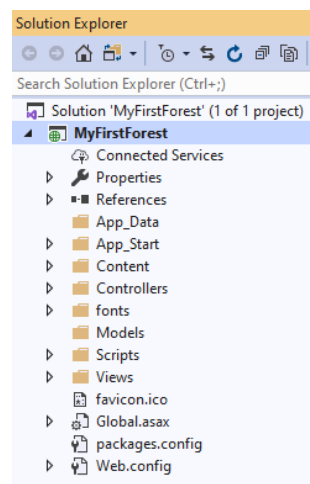 Solution Explorer
Search Solution Explorer (Ctrl+;)
Solution 'MyFirstForest' (1 of 1 project)
MyFirstForest
Connected Services
Properties
References
App_Data
App_Start
Content
Controllers
fonts
Models
Scripts
Views
favicon.ico
Global.asax
packages.config
Web.config